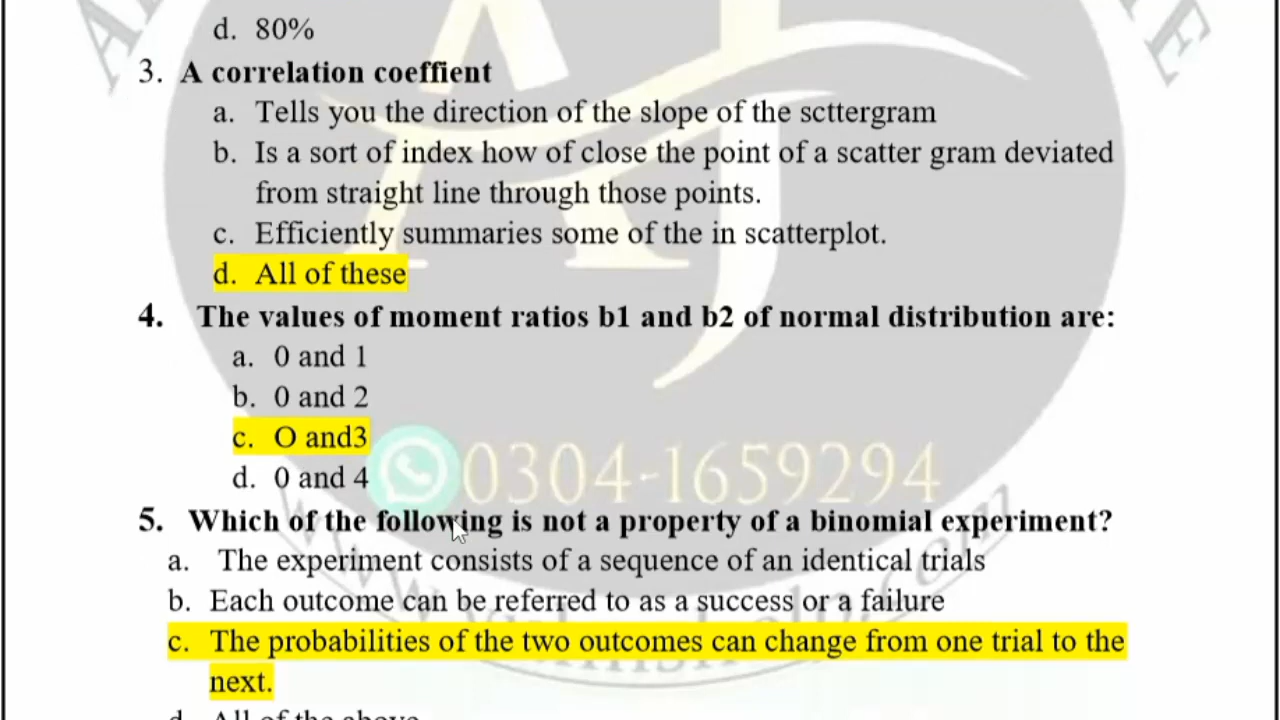 d. 80%
3. A correlation coeffient
a. Tells you the direction of the slope of the scttergram
b. Is a sort of index how of close the point of a scatter gram deviated
from straight line through those points.
c. Efficiently summaries some of the in scatterplot.
d. All of these
4. The values of moment ratios b1 and b2 of normal distribution are:
a. 0 and 1
b. 0 and 2
c. O and3
d. 0 and 4
0304-1659294
5. Which of the following is not a property of a binomial experiment?
a. The experiment consists of a sequence of an identical trials
b. Each outcome can be referred to as a success or a failure
c. The probabilities of the two outcomes can change from one trial to the
next.
d. All of the above